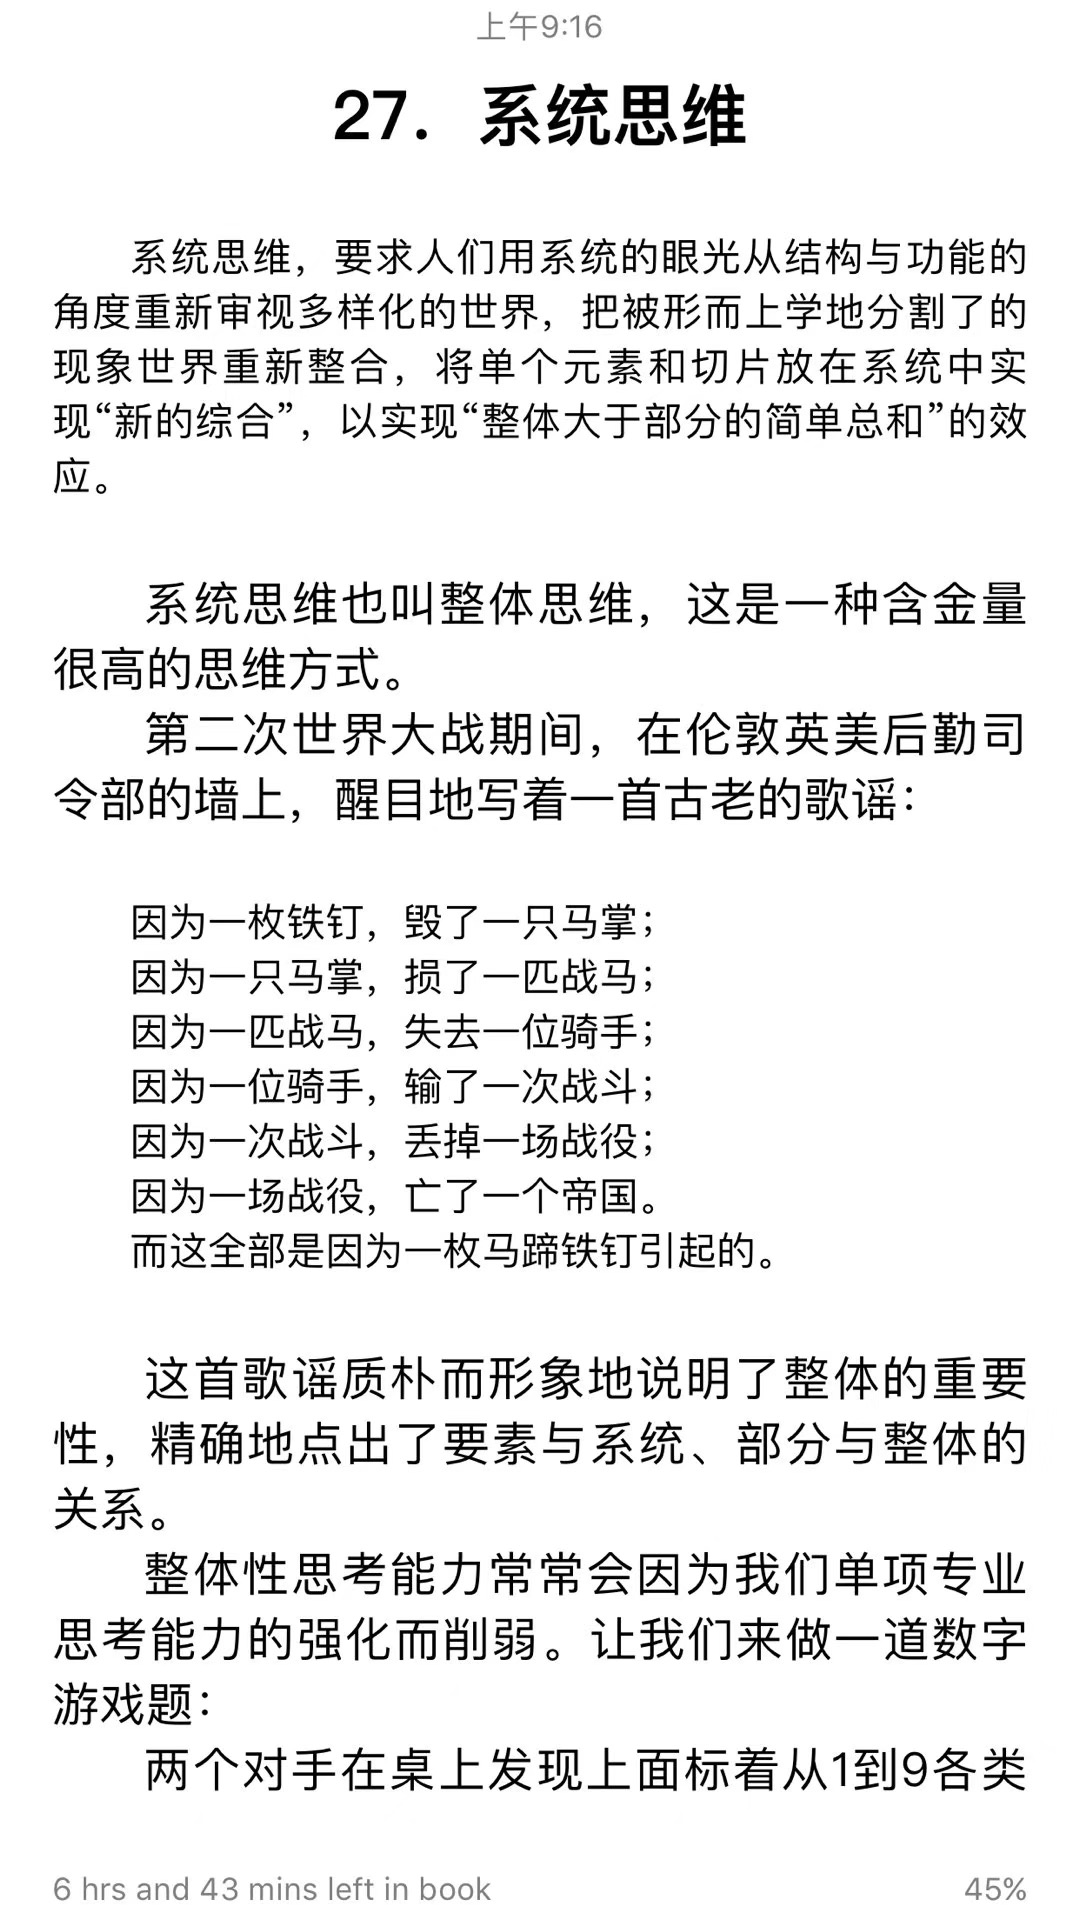 上午9:16
27. 系统思维
系统思维，要求人们用系统的眼光从结构与功能的
角度重新审视多样化的世界，把被形而上学地分割了的
现象世界重新整合，将单个元素和切片放在系统中实
现“新的综合”，以实现“整体大于部分的简单总和”的效
应。
系统思维也叫整体思维，这是一种含金量
很高的思维方式。
第二次世界大战期间，在伦敦英美后勤司
令部的墙上，醒目地写着一首古老的歌谣：
因为一枚铁钉，毁了一只马掌；
因为一只马掌，损了一匹战马；
因为一匹战马，失去一位骑手；
因为一位骑手，输了一次战斗；
因为一次战斗，丢掉一场战役；
因为一场战役，亡了一个帝国。
而这全部是因为一枚马蹄铁钉引起的。
这首歌谣质朴而形象地说明了整体的重要
性，精确地点出了要素与系统、部分与整体的
关系。
整体性思考能力常常会因为我们单项专业
思考能力的强化而削弱。让我们来做一道数字
游戏题：
两个对手在桌上发现上面标着从1到9各类
6 hrs and 43 mins left in book
45%